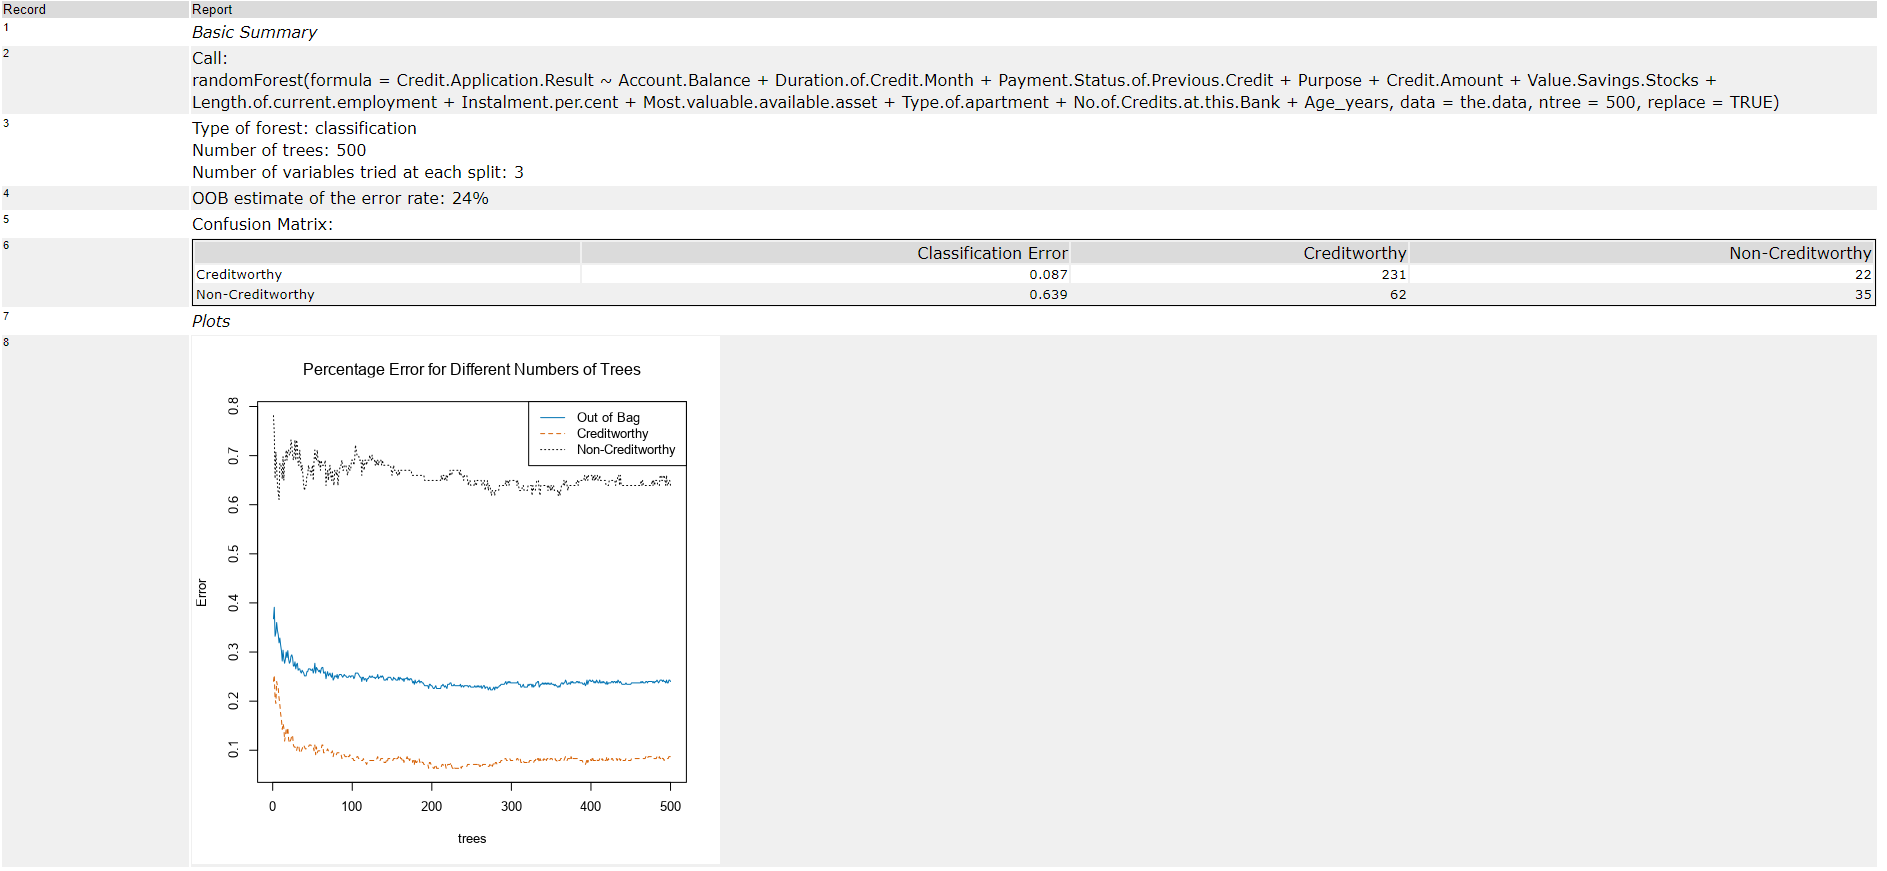 Record Report
1 Basic Summary
2 Call:
randomForest(formula = Credit.Application.Result ~ Account.Balance + Duration.of.Credit.Month + Payment.Status.of.Previous.Credit + Purpose + Credit.Amount + Value.Savings.Stocks +
Length.of.current.employment + Instalment.per.cent + Most.valuable.available.asset + Type.of.apartment + No.of.Credits.at.this.Bank + Age_years, data = the.data, ntree = 500, replace = TRUE)
3 Type of forest: classification
Number of trees: 500
Number of variables tried at each split: 3
4 OOB estimate of the error rate: 24%
5 Confusion Matrix:
6 Classification Error Creditworthy Non-Creditworthy
Creditworthy 0.087 231 22
Non-Creditworthy 0.639 62 35
7 Plots
8
Percentage Error for Different Numbers of Trees
Out of Bag
Creditworthy
Non-Creditworthy
0.8
0.7
0.6
0.5
0.4
0.3
0.2
0.1
Error
0 100 200 300 400 500
trees